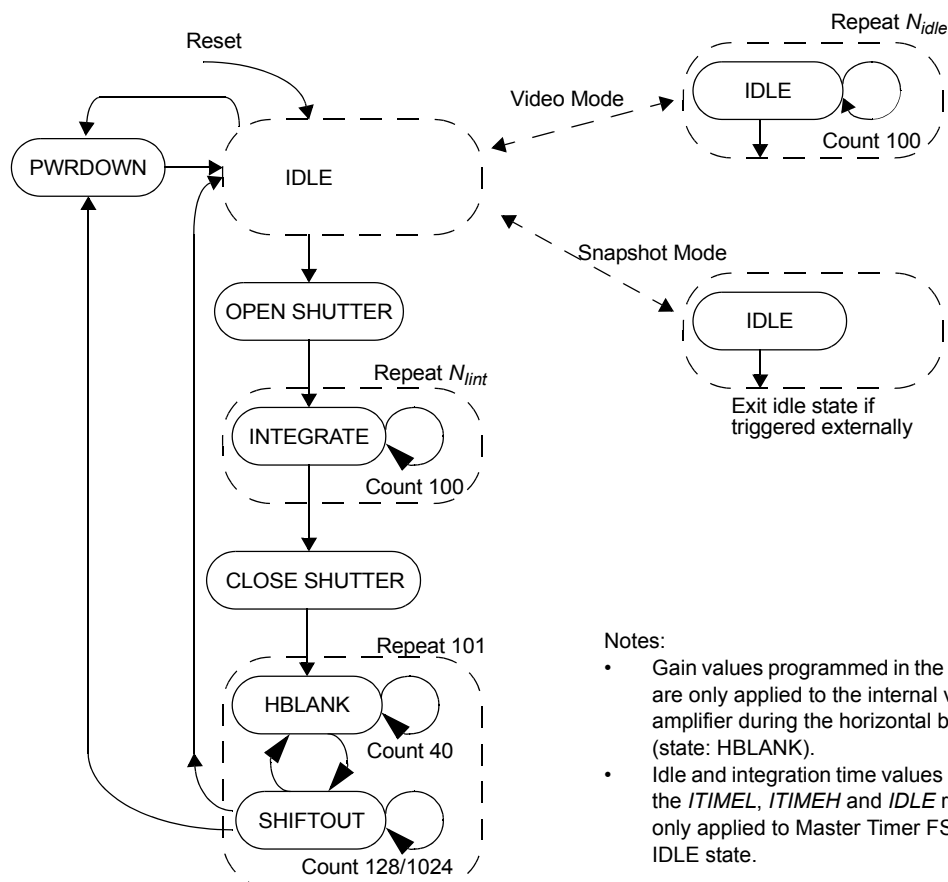 Reset
Repeat N_idle
IDLE
Count 100
Video Mode
PWRDOWN
IDLE
Snapshot Mode
IDLE
Exit idle state if
triggered externally
OPEN SHUTTER
Repeat N_lint
INTEGRATE
Count 100
CLOSE SHUTTER
Repeat 101
HBLANK
Count 40
SHIFTOUT
Count 128/1024
Notes:
• Gain values programmed in the
are only applied to the internal
amplifier during the horizontal
(state: HBLANK).
• Idle and integration time values
the ITIMEL, ITIMEH and IDLE
only applied to Master Timer
IDLE state.